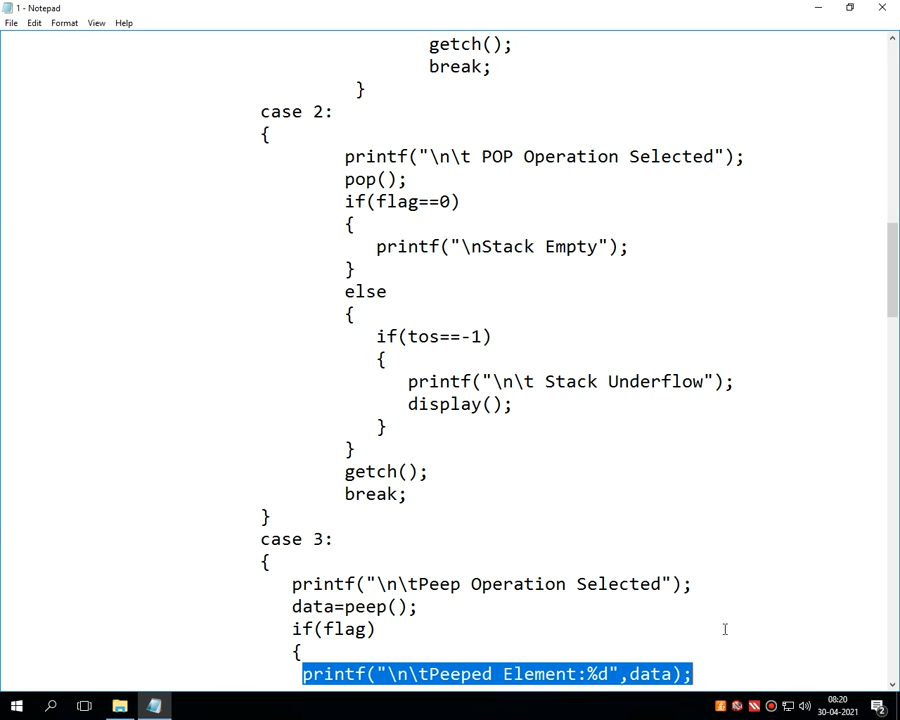 1 - Notepad
File Edit Format View Help
getch();
break;
}
case 2:
{
printf("\n\t POP Operation Selected");
pop();
if(flag==0)
{
printf("\nStack Empty");
}
else
{
if(tos==-1)
{
printf("\n\t Stack Underflow");
display();
}
}
getch();
break;
}
case 3:
{
printf("\n\tPeep Operation Selected");
data=peep();
if(flag)
{
printf("\n\tPeeped Element:%d",data);
08:20
30-04-2021
2